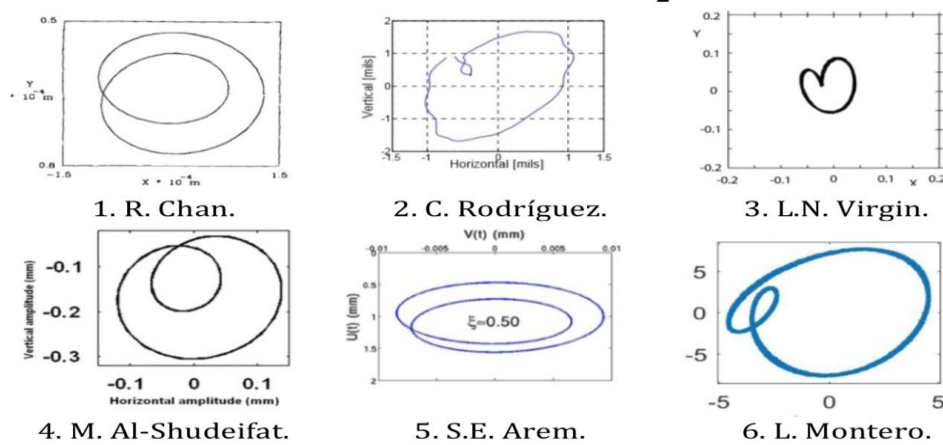 2
0.5
Y
* 10⁻⁴m
0.8
-1.5
X * 10⁻⁴m
1.5
1. R. Chan.
Vertical [mils]
2
1
0
-1
-2
-1.5
-1
0
1
1.5
Horizontal [mils]
2. C. Rodríguez.
0.2
Y
0.1
0
-0.1
-0.2
-0.2
-0.1
0
X
0.1
0.2
3. L.N. Virgin.
Vertical amplitude (mm)
-0.1
-0.2
-0.3
-0.1
0
0.1
Horizontal amplitude (mm)
4. M. Al-Shudeifat.
V(t) (mm)
-0.01
-0.005
0
0.005
0.01
U(t) (mm)
0
0.5
1
1.5
2
ξ=0.50
5. S.E. Arem.
5
0
-5
-5
0
5
6. L. Montero.